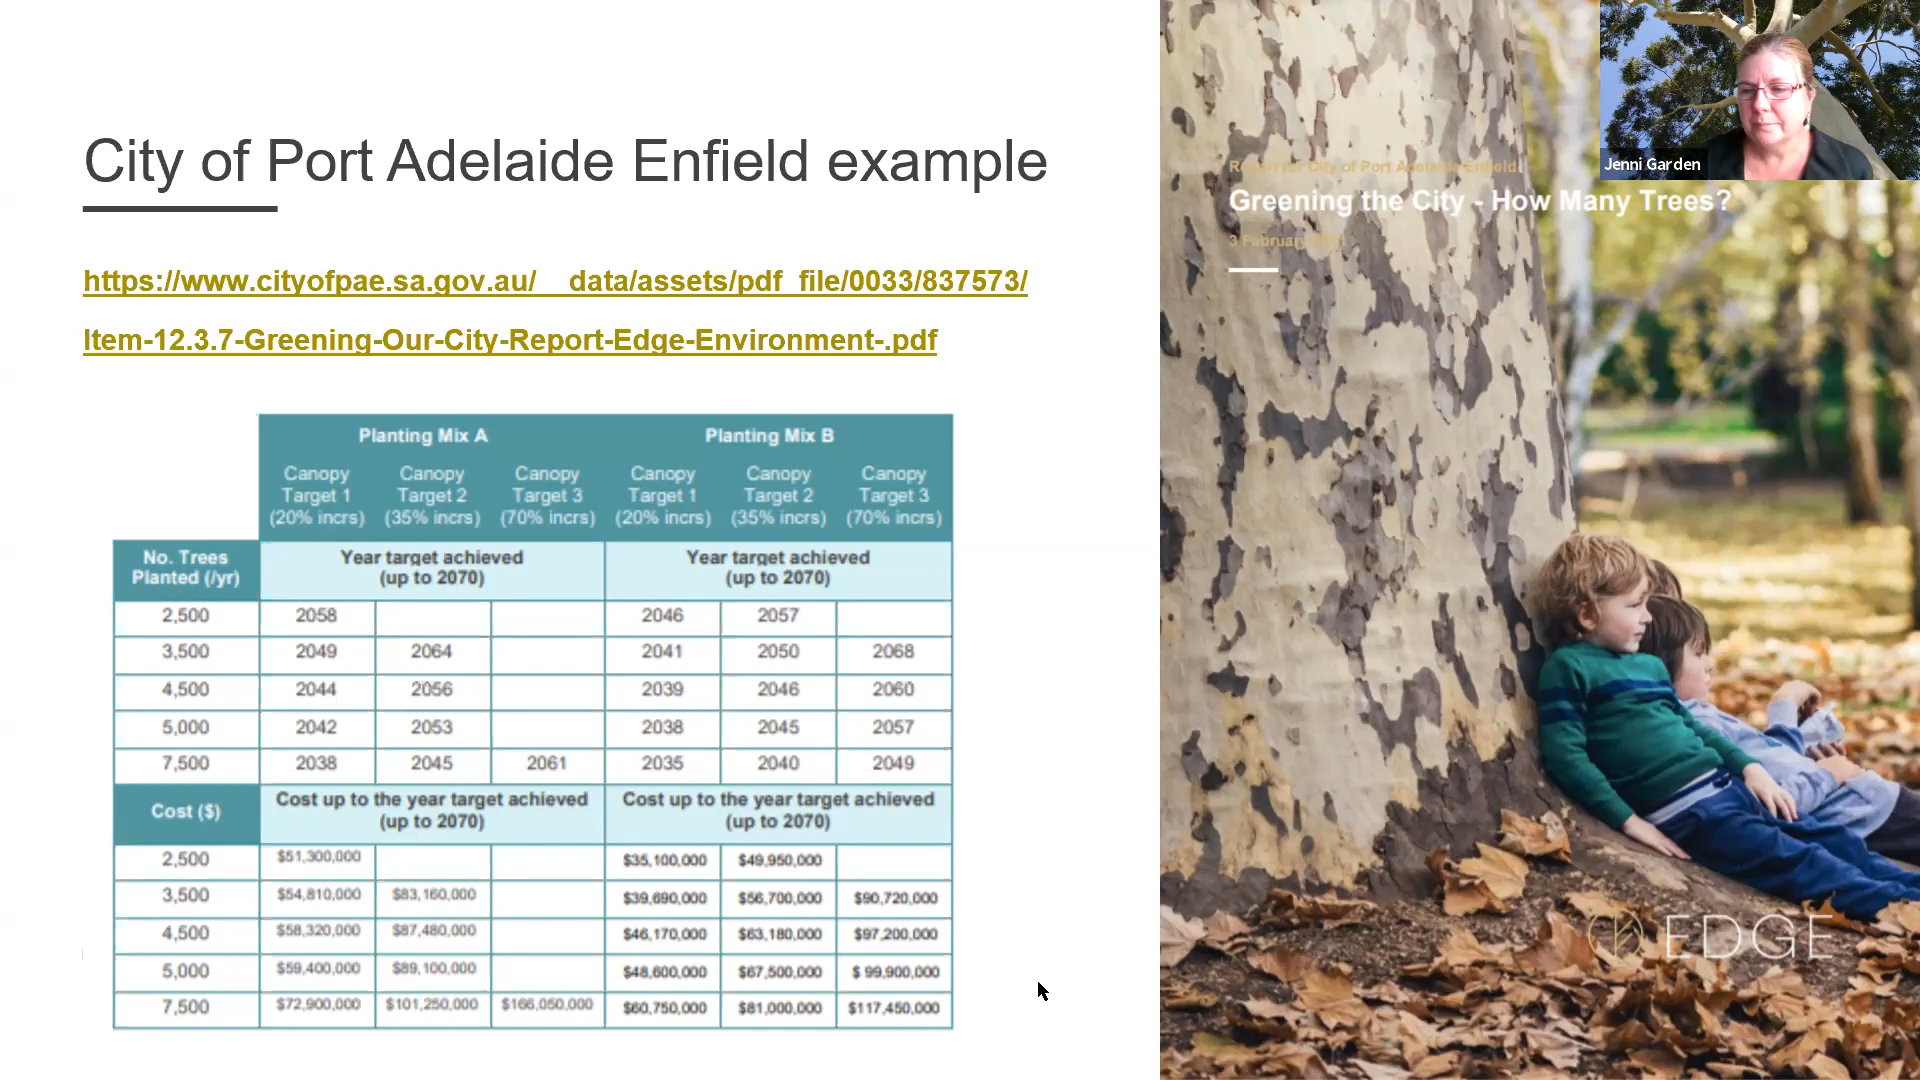 City of Port Adelaide Enfield example
https://www.cityofpae.sa.gov.au/__data/assets/pdf_file/0033/837573/
Item-12.3.7-Greening-Our-City-Report-Edge-Environment-.pdf
Planting Mix A Planting Mix B
Canopy Canopy Canopy Canopy Canopy Canopy
Target 1 Target 2 Target 3 Target 1 Target 2 Target 3
(20% incrs) (35% incrs) (70% incrs) (20% incrs) (35% incrs) (70% incrs)
No. Trees Year target achieved Year target achieved
Planted (/yr) (up to 2070) (up to 2070)
2,500 2058 2046 2057
3,500 2049 2064 2041 2050 2068
4,500 2044 2056 2039 2046 2060
5,000 2042 2053 2038 2045 2057
7,500 2038 2045 2061 2035 2040 2049
Cost ($) Cost up to the year target achieved Cost up to the year target achieved
(up to 2070) (up to 2070)
2,500 $51,300,000 $35,100,000 $49,950,000
3,500 $54,810,000 $83,160,000 $39,690,000 $56,700,000 $90,720,000
4,500 $58,320,000 $87,480,000 $46,170,000 $63,180,000 $97,200,000
5,000 $59,400,000 $89,100,000 $48,600,000 $67,500,000 $ 99,900,000
7,500 $72,900,000 $101,250,000 $166,050,000 $60,750,000 $81,000,000 $117,450,000
Report for City of Port Adelaide Enfield
Greening the City - How Many Trees?
3 February
EDGE
Jenni Garden